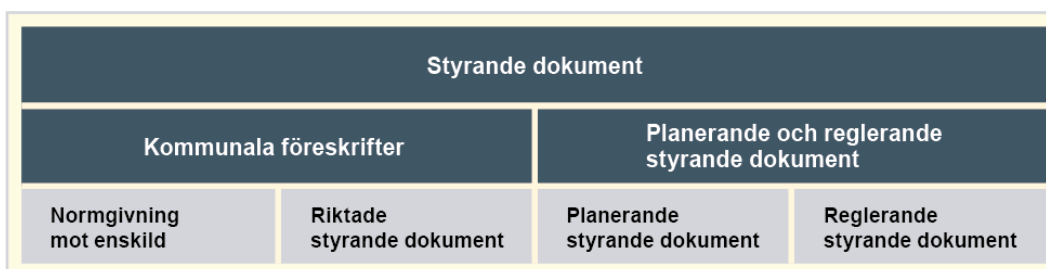 Styrande dokument
Kommunala föreskrifter
Planerande och reglerande
styrande dokument
Normgivning
mot enskild
Riktade
styrande dokument
Planerande
styrande dokument
Reglerande
styrande dokument